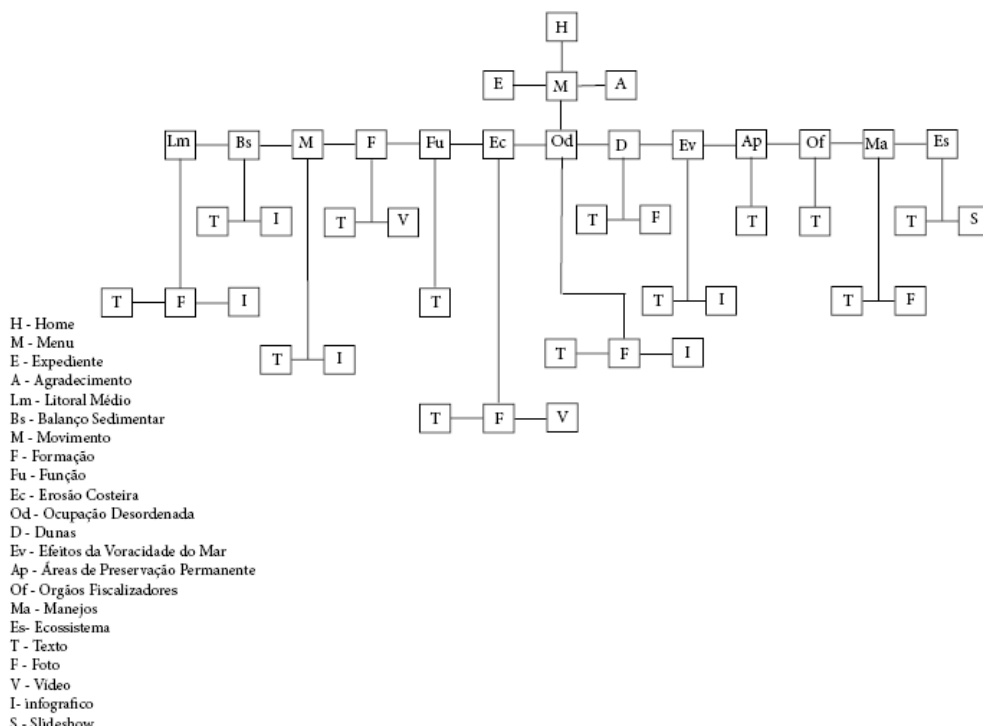 H
E M A
Lm Bs M F Fu Ec Od D Ev Ap Of Ma Es
T I T V T F T T T S
T F I T T I T F
T I T F I
T F V
H - Home
M - Menu
E - Expediente
A - Agradecimento
Lm - Litoral Médio
Bs - Balanço Sedimentar
M - Movimento
F - Formação
Fu - Função
Ec - Erosão Costeira
Od - Ocupação Desordenada
D - Dunas
Ev - Efeitos da Voracidade do Mar
Ap - Áreas de Preservação Permanente
Of - Orgãos Fiscalizadores
Ma - Manejos
Es- Ecossistema
T - Texto
F - Foto
V - Vídeo
I- infografico
S - Slideshow